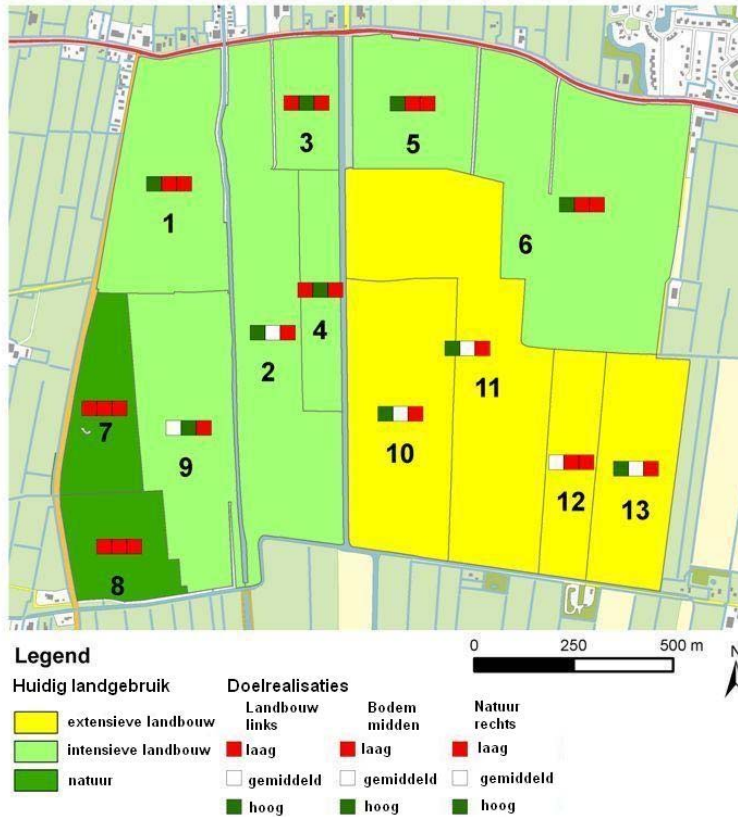 3
5
1
6
4
2
7
9
11
10
12
13
8
Legend
0 250 500 m
N
Huidig landgebruik Doelrealisaties
Landbouw links Bodem midden Natuur rechts
extensieve landbouw laag laag laag
intensieve landbouw gemiddeld gemiddeld gemiddeld
natuur hoog hoog hoog